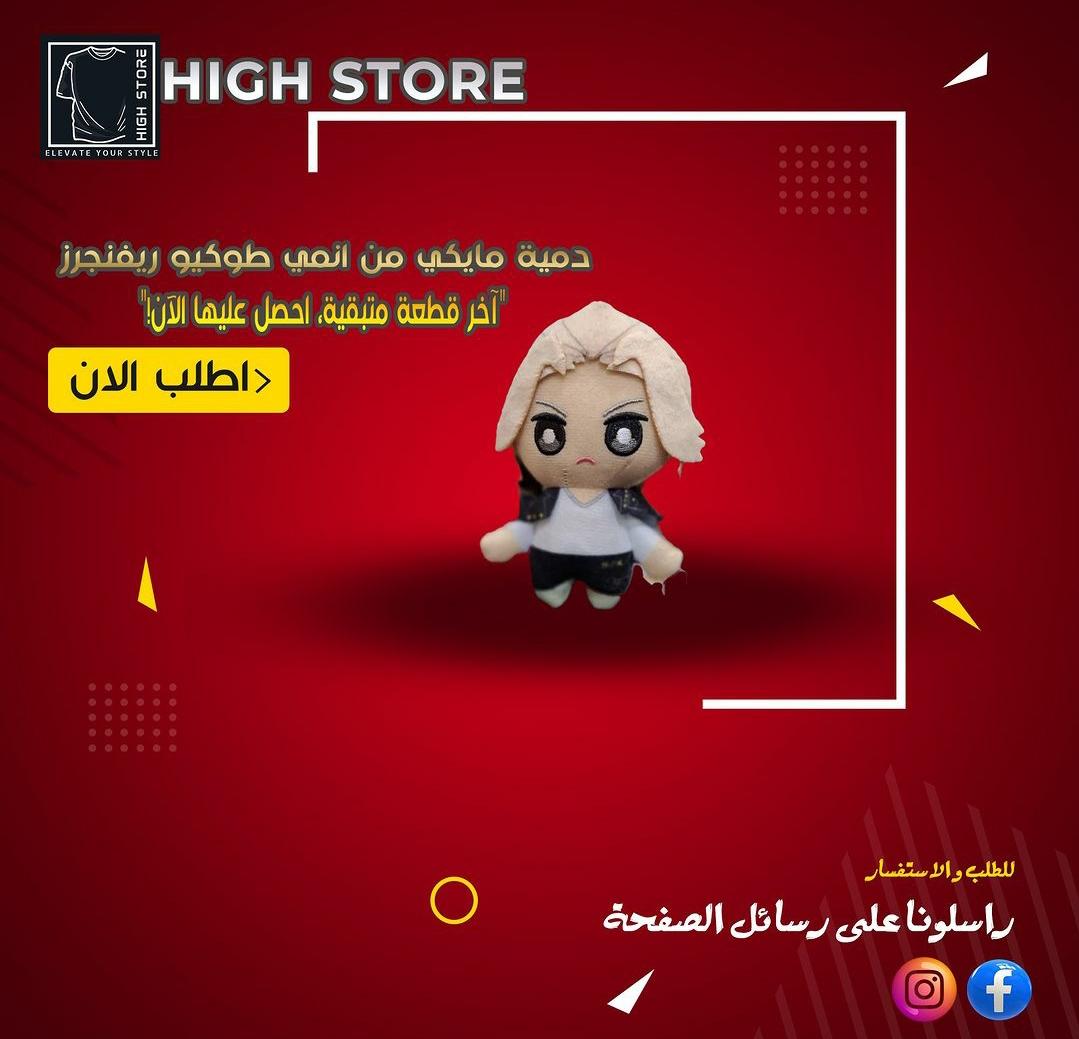 HIGH STORE
HIGH STORE
ELEVATE YOUR STYLE
دمية مايكي من انمي طوكيو ريفنجرز
"آخر قطعة متبقية، احصل عليها الآن!"
اطلب الان>
للطلب و الاستفسار
راسلونا على رسائل الصفحة